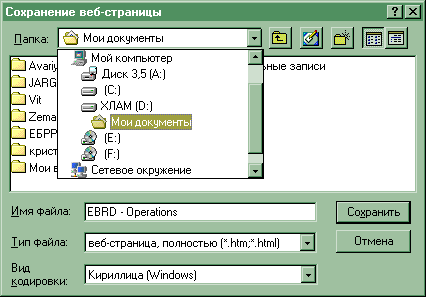 Сохранение веб-страницы
Папка: Мои документы
Мой компьютер
Диск 3,5 (A:)
(C:)
ХЛАМ (D:)
Мои документы
(E:)
(F:)
Сетевое окружение
Avariy
JARG
Vit
Zema
ЕБРР
крист
Мои в
ьные записи
Имя файла: EBRD - Operations
Сохранить
Тип файла: веб-страница, полностью (*.htm;*.html)
Отмена
Вид
кодировки: Кириллица (Windows)